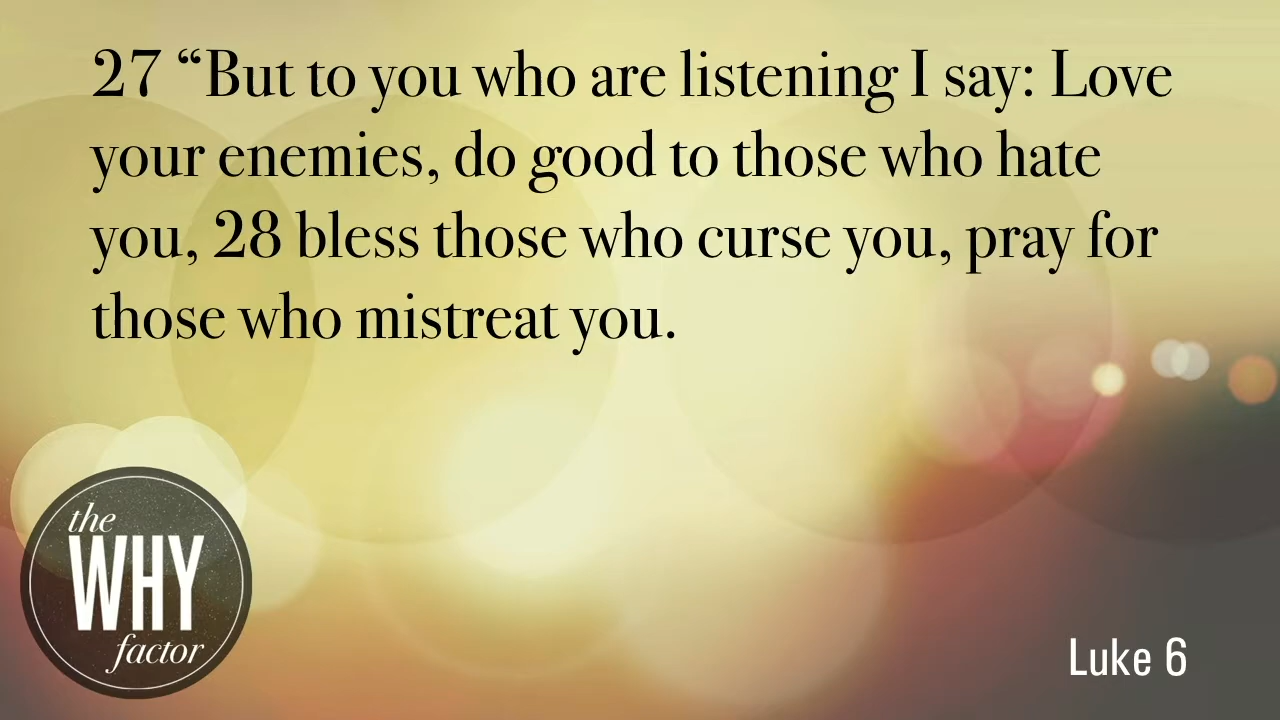 27 “But to you who are listening I say: Love
your enemies, do good to those who hate
you, 28 bless those who curse you, pray for
those who mistreat you.
the
WHY
factor
Luke 6